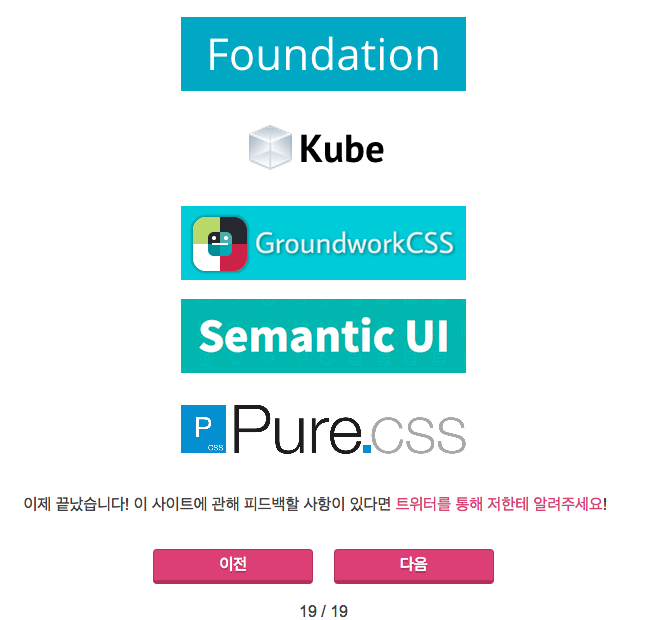 Foundation
Kube
GroundworkCSS
Semantic UI
P
css
Pure.css
이제 끝났습니다! 이 사이트에 관해 피드백할 사항이 있다면 트위터를 통해 저한테 알려주세요!
이전
다음
19 / 19